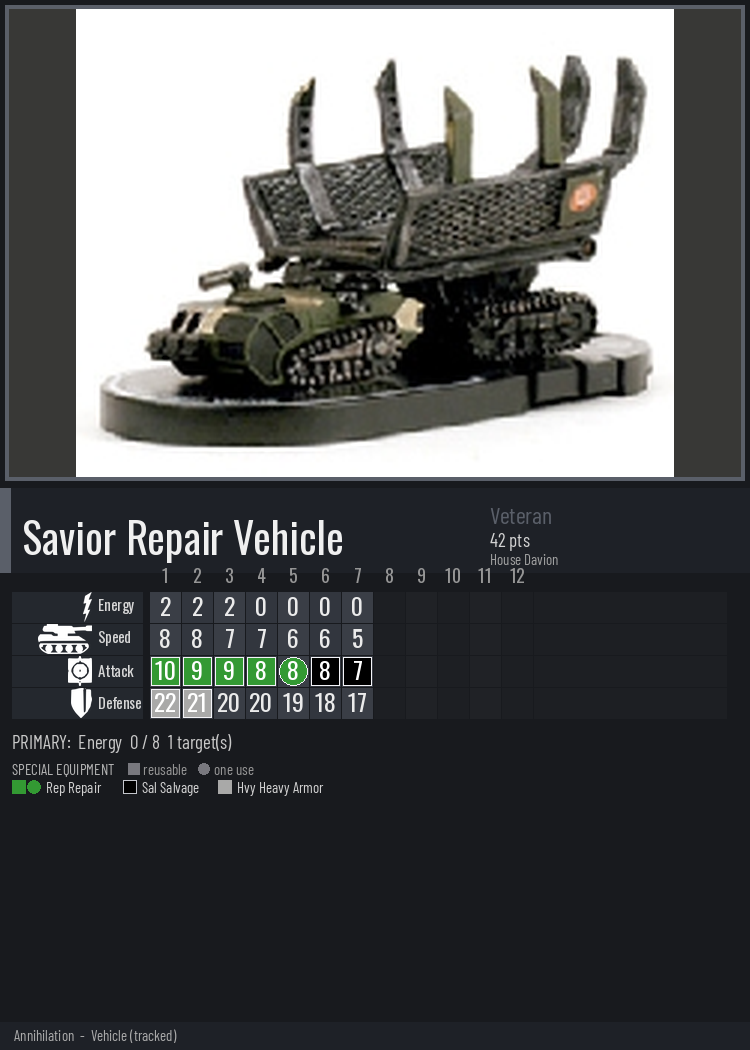 Savior Repair Vehicle
Veteran
42 pts
House Davion
1 2 3 4 5 6 7 8 9 10 11 12
Energy 2 2 2 0 0 0 0
Speed 8 8 7 7 6 6 5
Attack 10 9 9 8 8 8 7
Defense 22 21 20 20 19 18 17
PRIMARY: Energy 0 / 8 1 target(s)
SPECIAL EQUIPMENT reusable one use
Rep Repair Sal Salvage Hvy Heavy Armor
Annihilation - Vehicle (tracked)